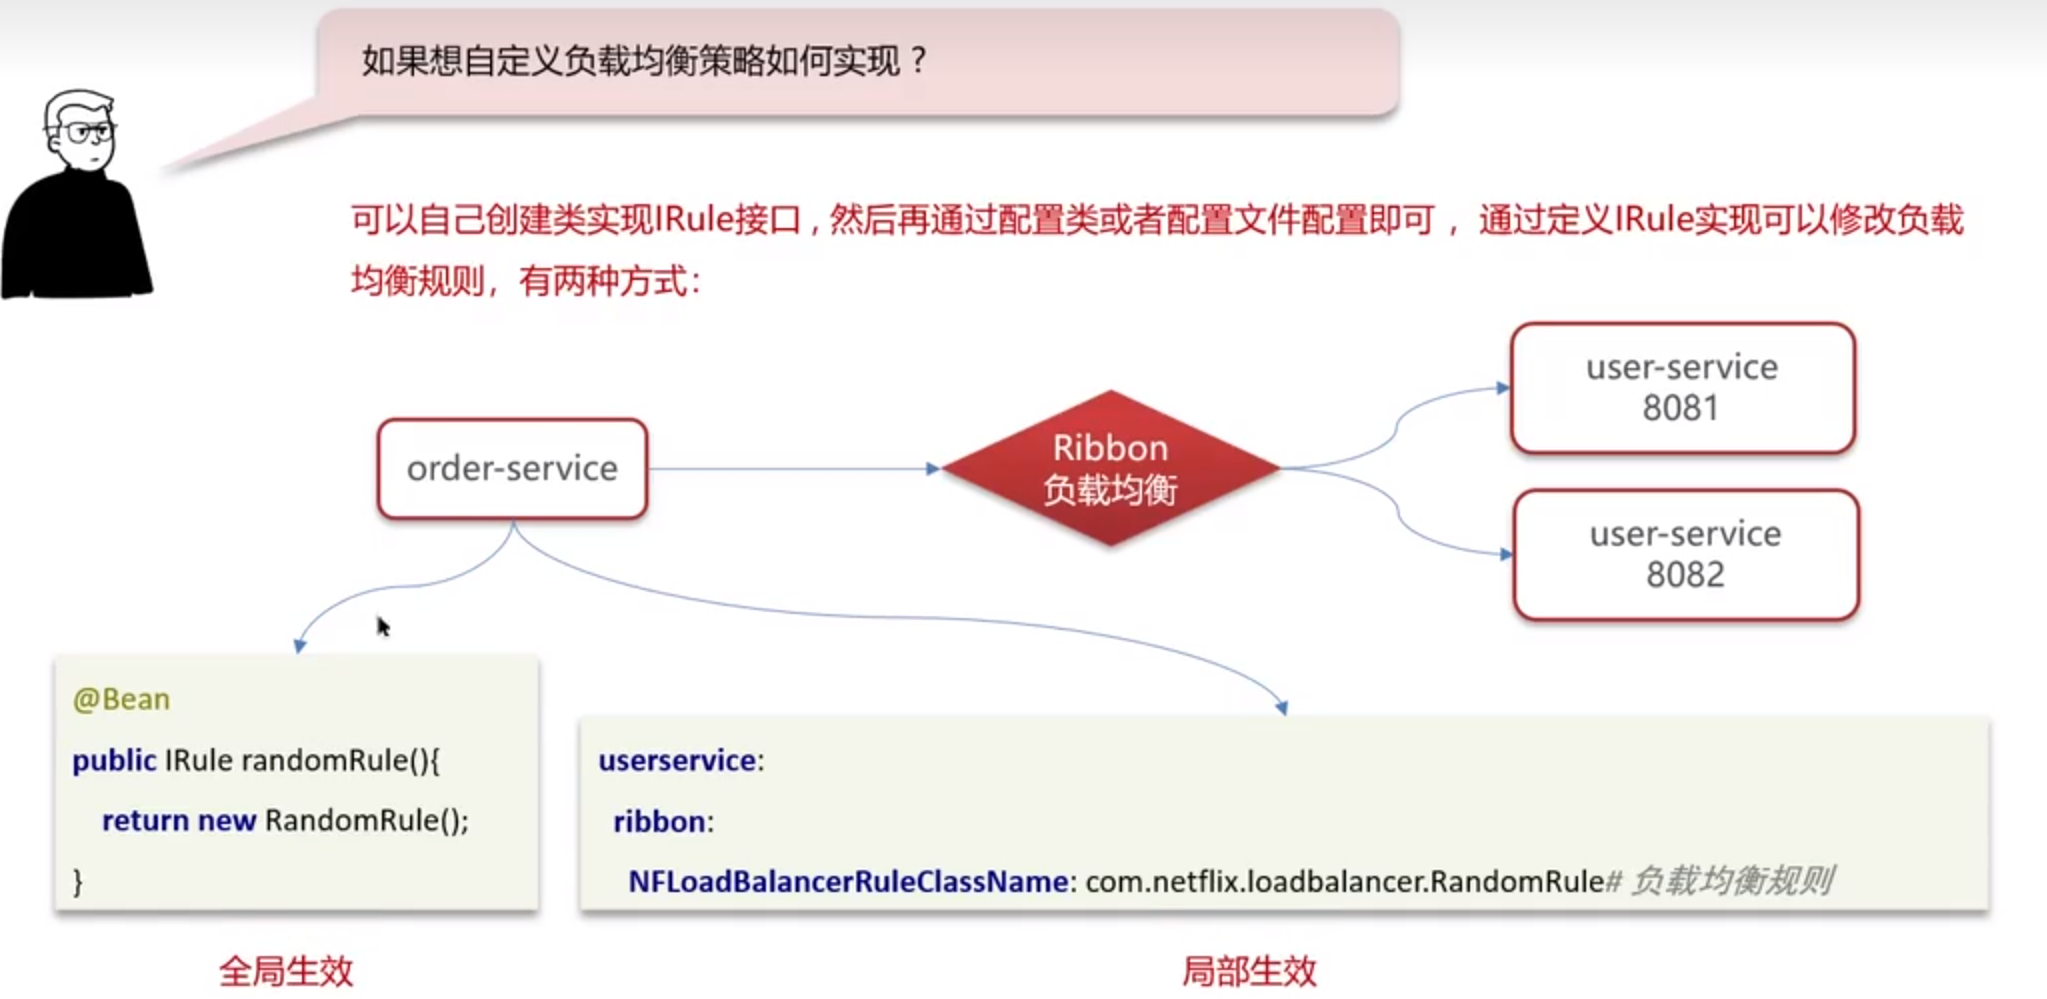 如果想自定义负载均衡策略如何实现？
可以自己创建类实现IRule接口，然后再通过配置类或者配置文件配置即可，通过定义IRule实现可以修改负载
均衡规则，有两种方式：
order-service
Ribbon
负载均衡
user-service
8081
user-service
8082
@Bean
public IRule randomRule(){
return new RandomRule();
}
全局生效
userservice:
ribbon:
NFLoadBalancerRuleClassName: com.netflix.loadbalancer.RandomRule# 负载均衡规则
局部生效